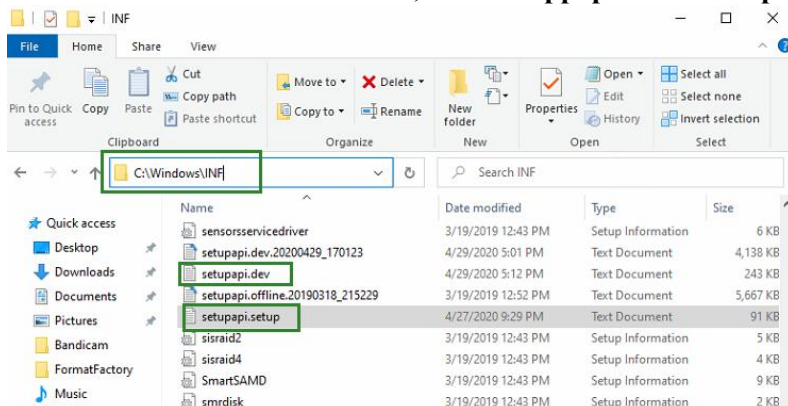 INF
File Home Share View
Pin to Quick access
Copy
Paste
Cut
Copy path
Paste shortcut
Clipboard
Move to
Copy to
Delete
Rename
Organize
New folder
New
Properties
Open
Edit
History
Open
Select all
Select none
Invert selection
Select
C:\Windows\INF
Search INF
Quick access
Desktop
Downloads
Documents
Pictures
Bandicam
FormatFactory
Music
Name Date modified Type Size
sensorsservicedriver 3/19/2019 12:43 PM Setup Information 6 KB
setupapi.dev.20200429_170123 4/29/2020 5:01 PM Text Document 4,138 KB
setupapi.dev 4/29/2020 5:12 PM Text Document 243 KB
setupapi.offline.20190318_215229 3/19/2019 12:52 PM Text Document 5,667 KB
setupapi.setup 4/27/2020 9:29 PM Text Document 91 KB
sisraid2 3/19/2019 12:43 PM Setup Information 5 KB
sisraid4 3/19/2019 12:43 PM Setup Information 4 KB
SmartSAMD 3/19/2019 12:43 PM Setup Information 9 KB
smrdisk 3/19/2019 12:43 PM Setup Information 2 KB